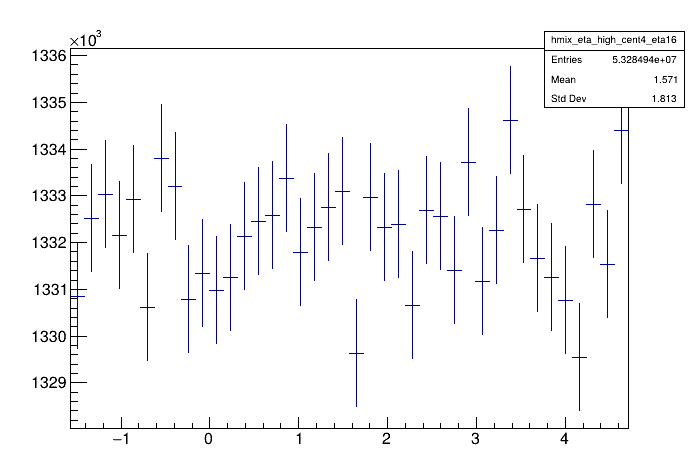 ×10³
hmix_eta_high_cent4_eta16
Entries 5.328494e+07
Mean 1.571
Std Dev 1.813
1336
1335
1334
1333
1332
1331
1330
1329
−1 0 1 2 3 4